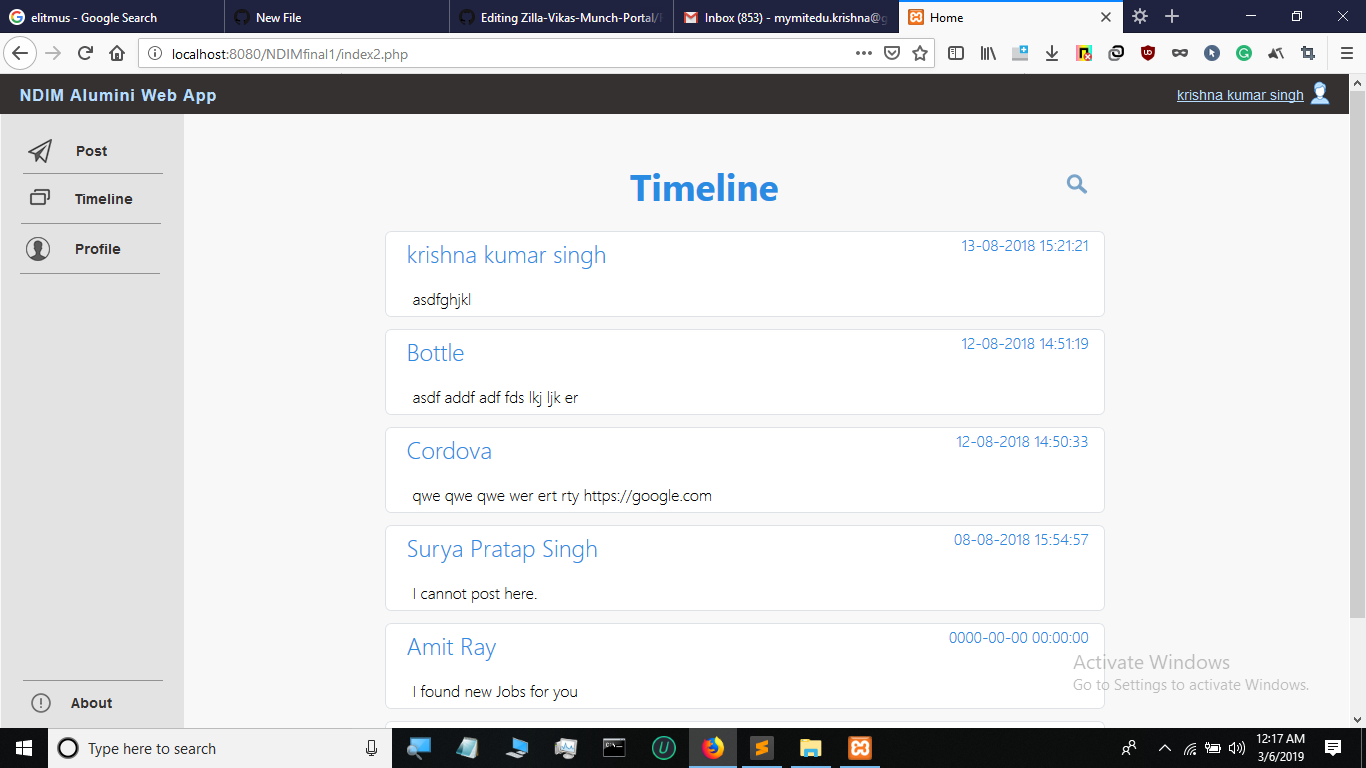 elitmus - Google Search
New File
Editing Zilla-Vikas-Munch-Portal/
Inbox (853) - mymitedu.krishna@g
Home
localhost:8080/NDIMfinal1/index2.php
NDIM Alumini Web App
krishna kumar singh
Post
Timeline
Profile
About
Timeline
krishna kumar singh
13-08-2018 15:21:21
asdfghjkl
Bottle
12-08-2018 14:51:19
asdf addf adf fds lkj ljk er
Cordova
12-08-2018 14:50:33
qwe qwe qwe wer ert rty https://google.com
Surya Pratap Singh
08-08-2018 15:54:57
I cannot post here.
Amit Ray
0000-00-00 00:00:00
I found new Jobs for you
Activate Windows
Go to Settings to activate Windows.
Type here to search
12:17 AM
3/6/2019